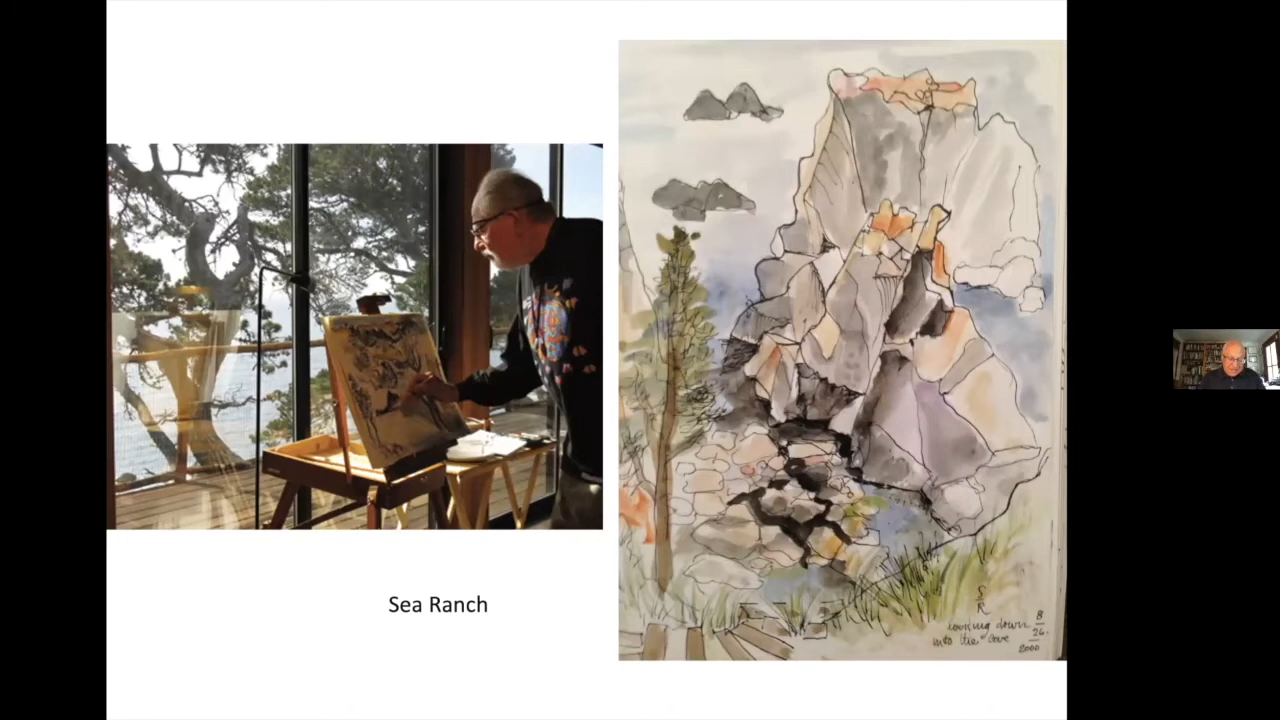 Sea Ranch
S
R
looking down
into the cove
8
26
2000